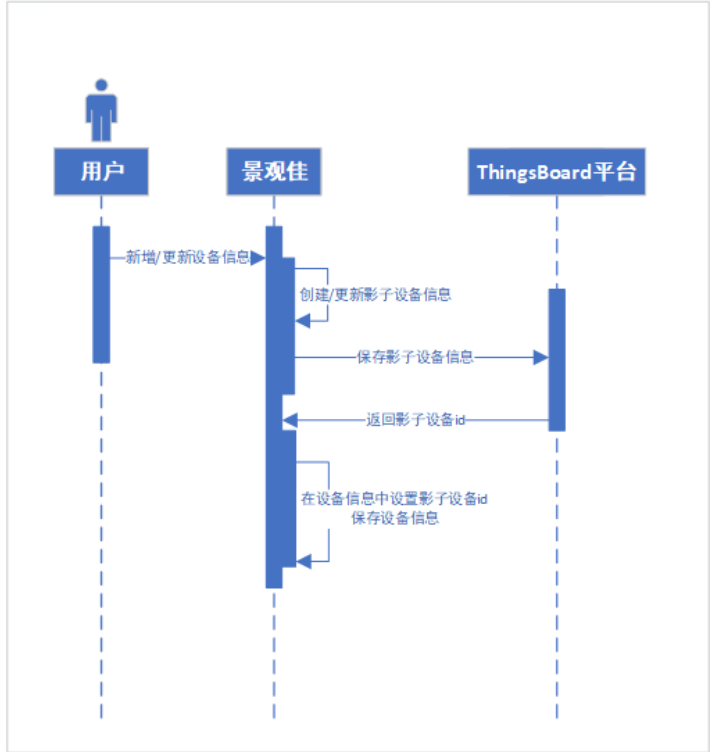 用户
景观佳
ThingsBoard平台
新增/更新设备信息
创建/更新影子设备信息
保存影子设备信息
返回影子设备id
在设备信息中设置影子设备id
保存设备信息